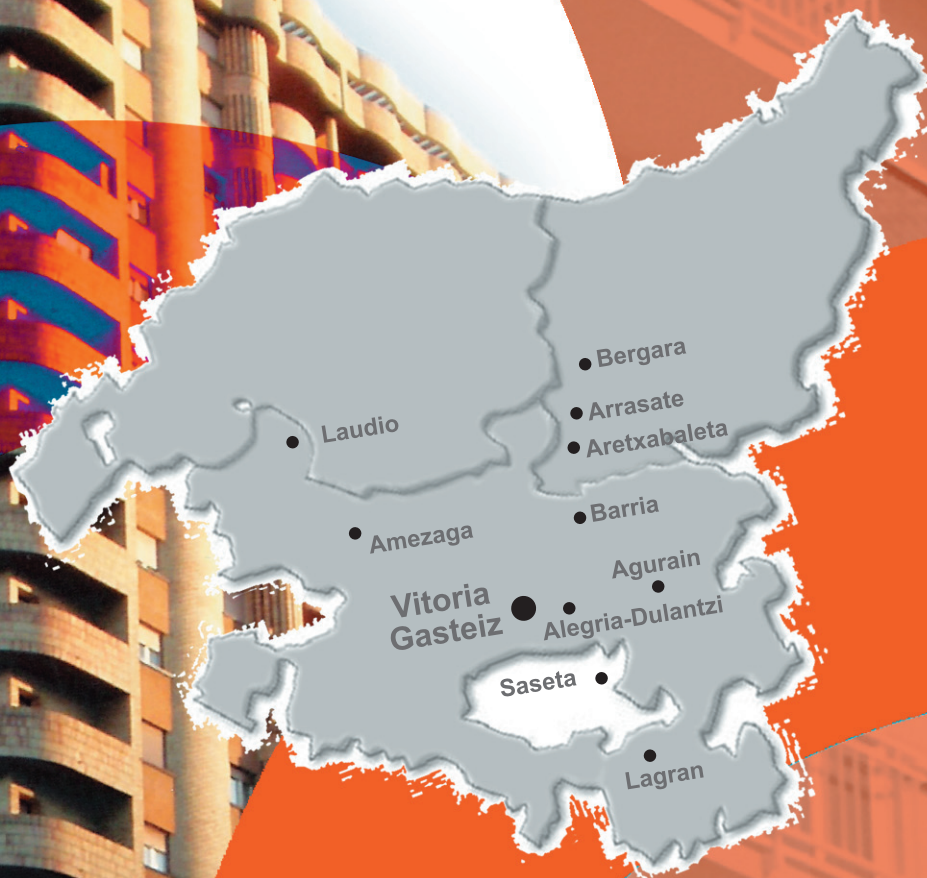 Bergara
Arrasate
Laudio
Aretxabaleta
Barria
Amezaga
Agurain
Vitoria
Gasteiz
Alegria-Dulantzi
Saseta
Lagran